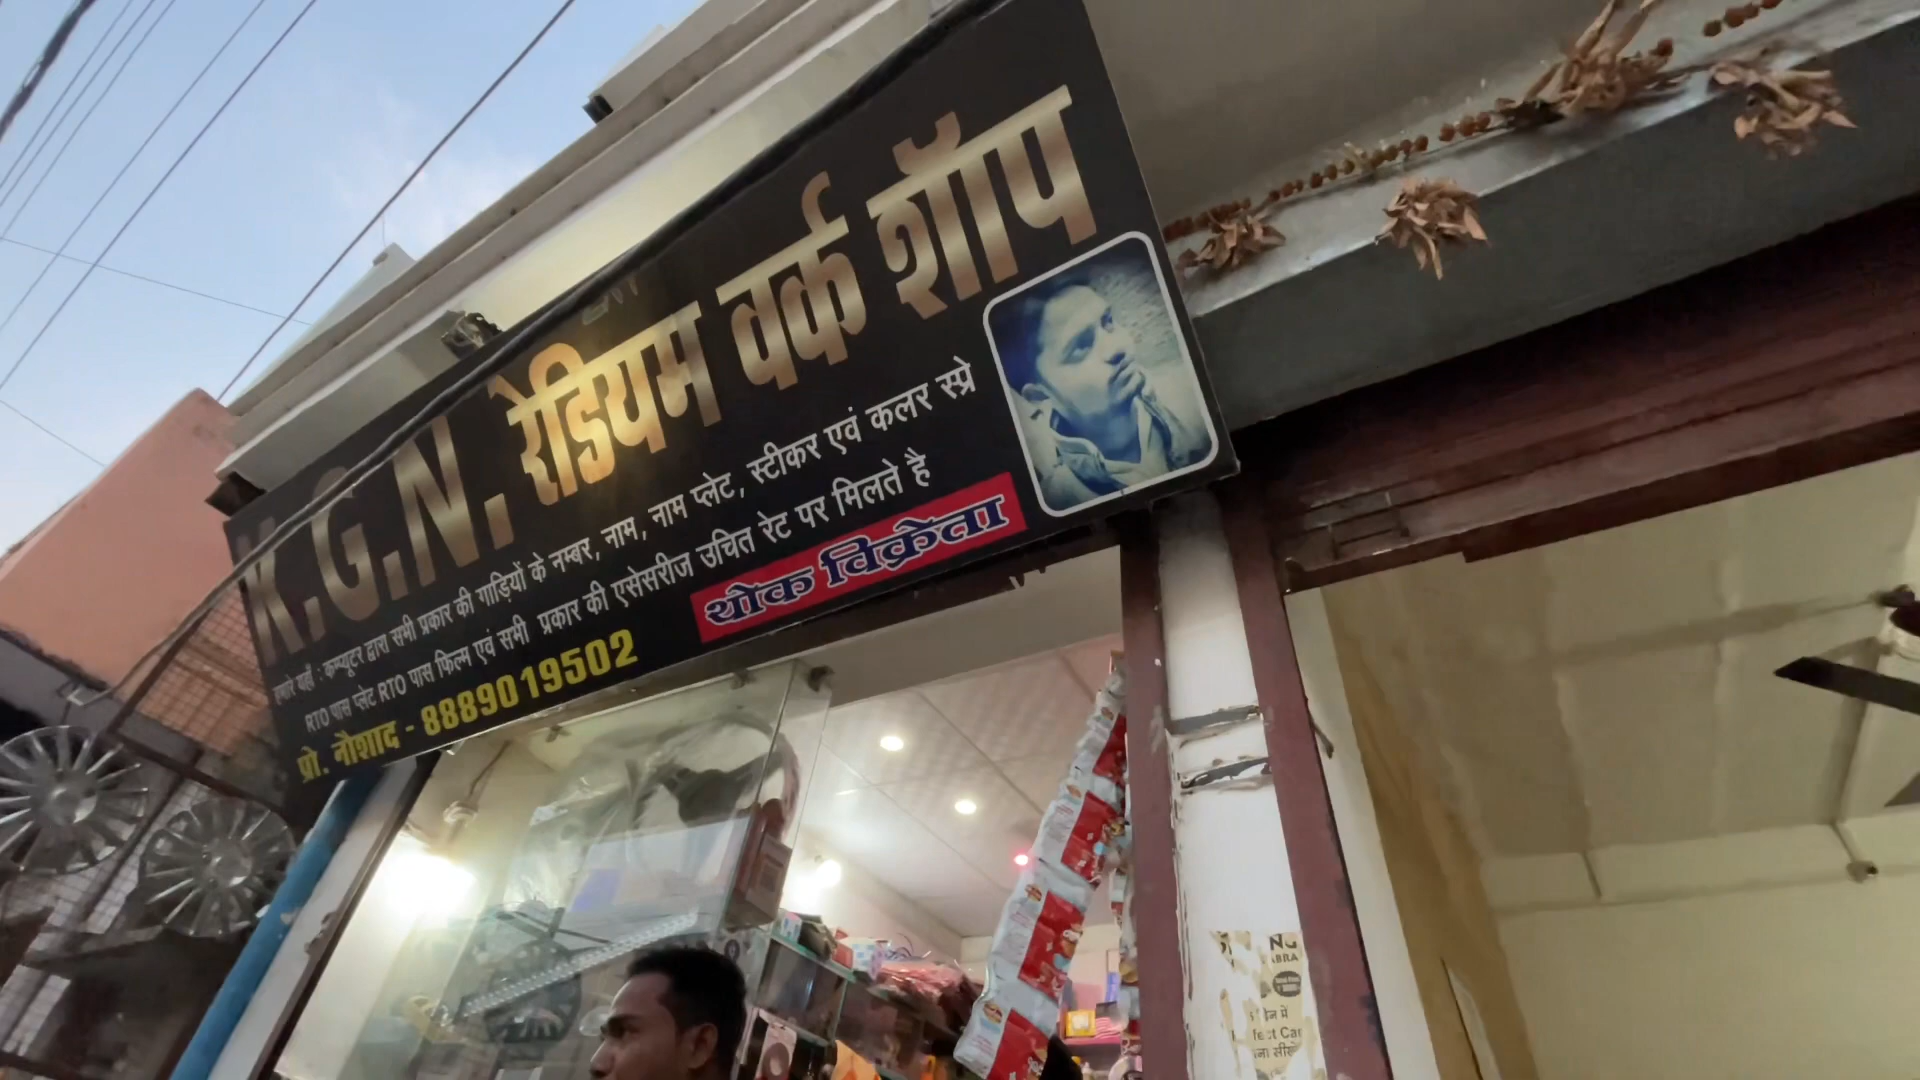 K.G.N. रेडियम वर्क शॉप
हमारे यहाँ : कम्प्यूटर द्वारा सभी प्रकार की गाड़ियों के नम्बर, नाम, नाम प्लेट, स्टीकर एवं कलर स्प्रे
RTO पास प्लेट RTO पास फिल्म एवं सभी प्रकार की एसेसरीज उचित रेट पर मिलते है
प्रो. नौशाद - 8889019502
थोक विक्रेता